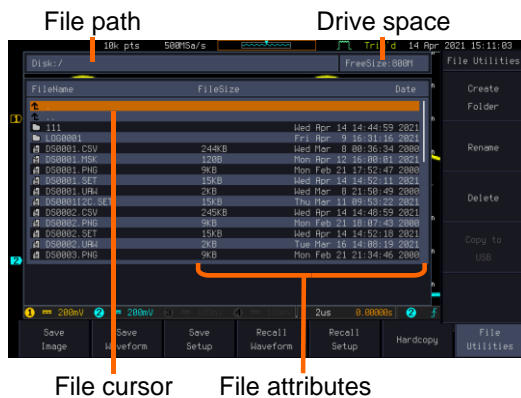 File path Drive space
10k pts 500MSa/s Trig'd 14 Apr 2021 15:11:03
Disk:/ FreeSize:800M File Utilities
FileName FileSize Date
.
..
111 Wed Apr 14 14:44:59 2021
LOG0001 Fri Apr 9 16:31:16 2021
DS0001.CSV 244KB Wed Mar 8 00:36:34 2000
DS0001.MSK 120B Mon Apr 12 16:00:01 2021
DS0001.PNG 9KB Mon Feb 21 17:52:47 2000
DS0001.SET 15KB Wed Apr 14 14:52:11 2021
DS0001.UAW 2KB Wed Mar 8 21:50:49 2000
DS0001I2C.SET 15KB Thu Mar 11 09:53:22 2021
DS0002.CSV 245KB Wed Apr 14 14:48:59 2021
DS0002.PNG 9KB Mon Feb 21 18:07:43 2000
DS0002.SET 15KB Wed Apr 14 14:52:18 2021
DS0002.UAW 2KB Tue Mar 16 14:08:19 2021
DS0003.PNG 9KB Mon Feb 21 21:34:46 2000
Create
Folder
Rename
Delete
Copy to
USB
1 200mV 2 200mV 2us 0.00000s 2
Save
Image
Save
Waveform
Save
Setup
Recall
Waveform
Recall
Setup
Hardcopy
File
Utilities
File cursor File attributes